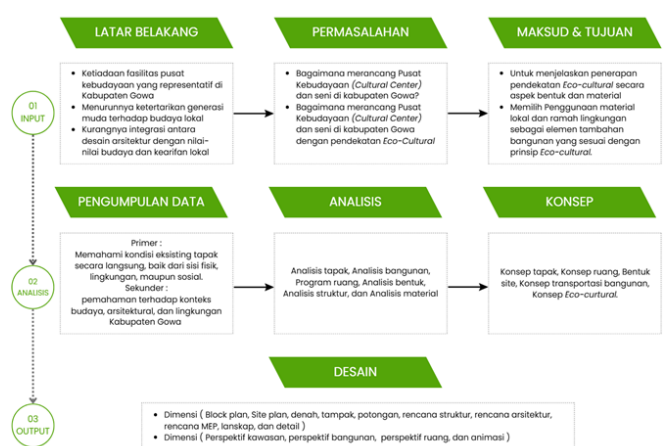 LATAR BELAKANG
PERMASALAHAN
MAKSUD & TUJUAN
01
INPUT
• Ketiadaan fasilitas pusat
kebudayaan yang representatif di
Kabupaten Gowa
• Menurunnya ketertarikan generasi
muda terhadap budaya lokal
• Kurangnya integrasi antara
desain arsitektur dengan nilai-
nilai budaya dan kearifan lokal
• Bagaimana merancang Pusat
Kebudayaan (Cultural Center)
dan seni di kabupaten Gowa?
• Bagaimana merancang Pusat
Kebudayaan (Cultural Center)
dan seni di kabupaten Gowa
dengan pendekatan Eco-Cultural
• Untuk menjelaskan penerapan
pendekatan Eco-cultural secara
aspek bentuk dan material
• Memilih Penggunaan material
lokal dan ramah lingkungan
sebagai elemen tambahan
bangunan yang sesuai dengan
prinsip Eco-cultural.
PENGUMPULAN DATA
ANALISIS
KONSEP
02
ANALISIS
Primer :
Memahami kondisi eksisting tapak
secara langsung, baik dari sisi fisik,
lingkungan, maupun sosial.
Sekunder :
pemahaman terhadap konteks
budaya, arsitektural, dan lingkungan
Kabupaten Gowa
Analisis tapak, Analisis bangunan,
Program ruang, Analisis bentuk,
Analisis struktur, dan Analisis material
Konsep tapak, Konsep ruang, Bentuk
site, Konsep transportasi bangunan,
Konsep Eco-curtural.
DESAIN
03
OUTPUT
• Dimensi ( Block plan, Site plan, denah, tampak, potongan, rencana struktur, rencana arsitektur,
rencana MEP, lanskap, dan detail )
• Dimensi ( Perspektif kawasan, perspektif bangunan, perspektif ruang, dan animasi )